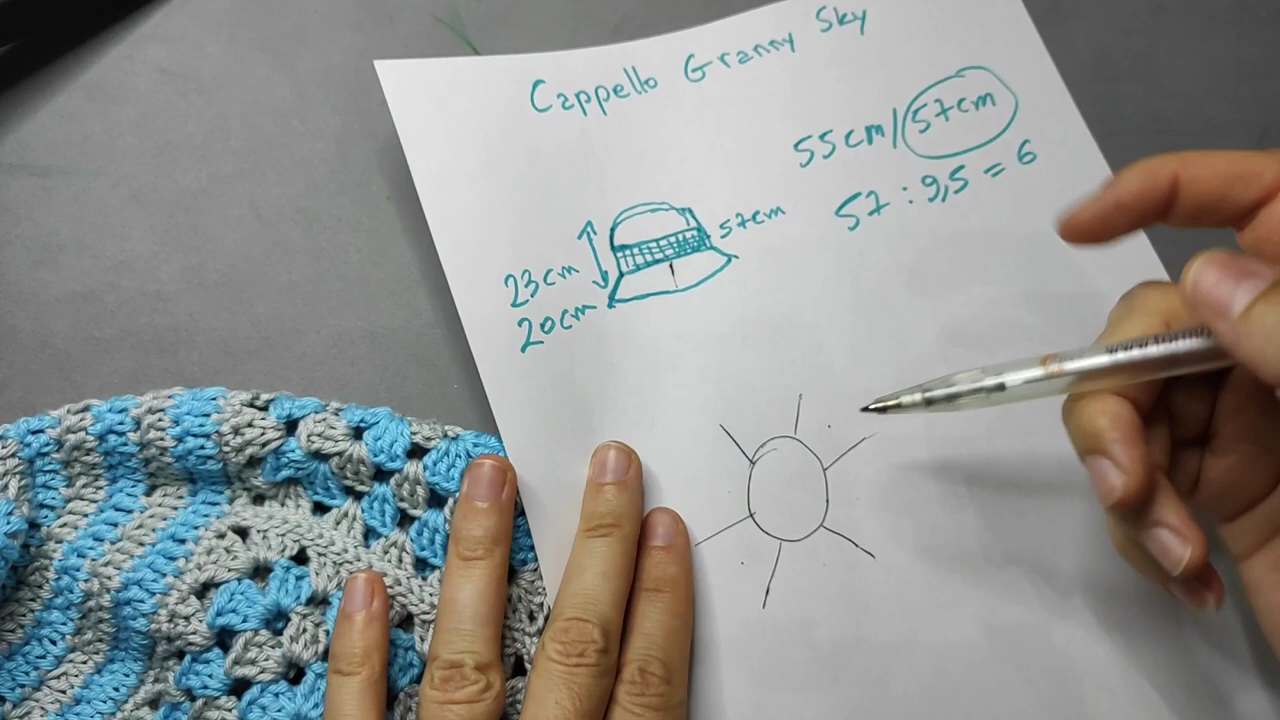 Cappello Granny Sky
55cm/57cm
57 : 9,5 = 6
57cm
23cm
20cm